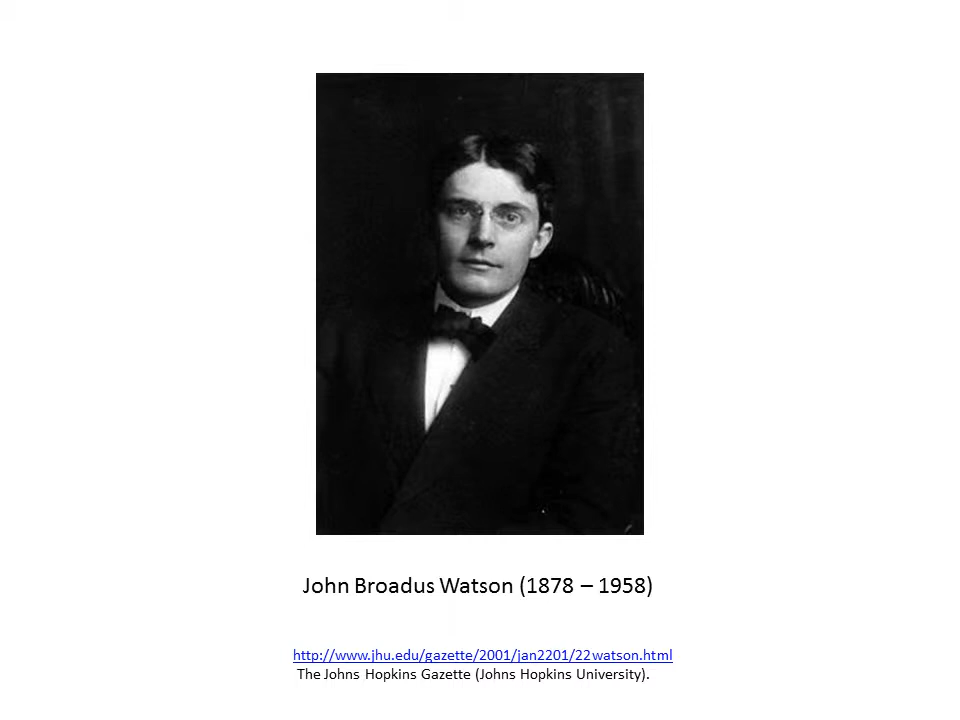 John Broadus Watson (1878 – 1958)
http://www.jhu.edu/gazette/2001/jan2201/22watson.html
The Johns Hopkins Gazette (Johns Hopkins University).